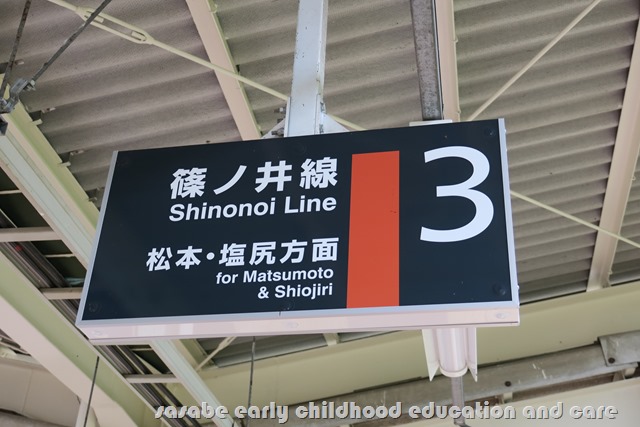 篠ノ井線
Shinonoi Line
松本・塩尻方面
for Matsumoto
& Shiojiri
3
sasabe early childhood education and care